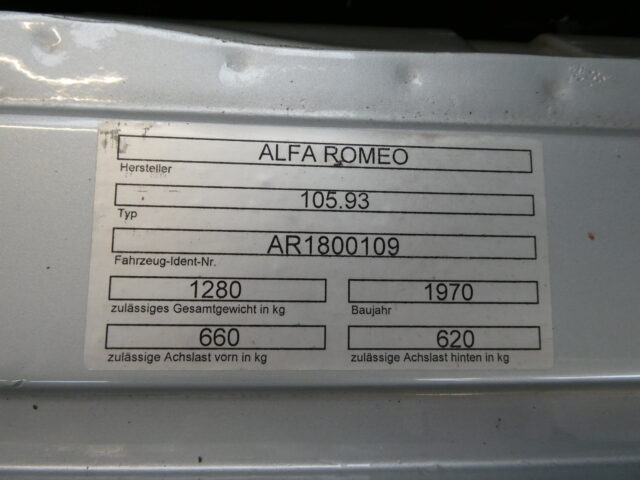 ALFA ROMEO
Hersteller
105.93
Typ
AR1800109
Fahrzeug-Ident-Nr.
1280 1970
zulässiges Gesamtgewicht in kg Baujahr
660 620
zulässige Achslast vorn in kg zulässige Achslast hinten in kg